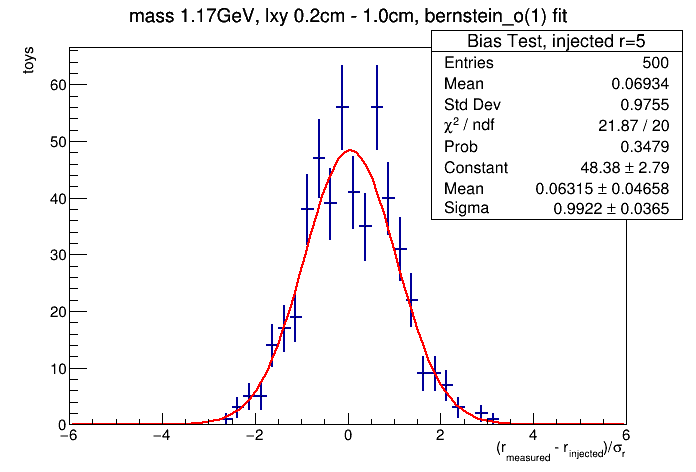 mass 1.17GeV, lxy 0.2cm - 1.0cm, bernstein_o(1) fit
Bias Test, injected r=5
Entries 500
Mean 0.06934
Std Dev 0.9755
χ² / ndf 21.87 / 20
Prob 0.3479
Constant 48.38 ± 2.79
Mean 0.06315 ± 0.04658
Sigma 0.9922 ± 0.0365
toys
60
50
40
30
20
10
0
−6 −4 −2 0 2 4 6
(r_measured - r_injected)/σ_r